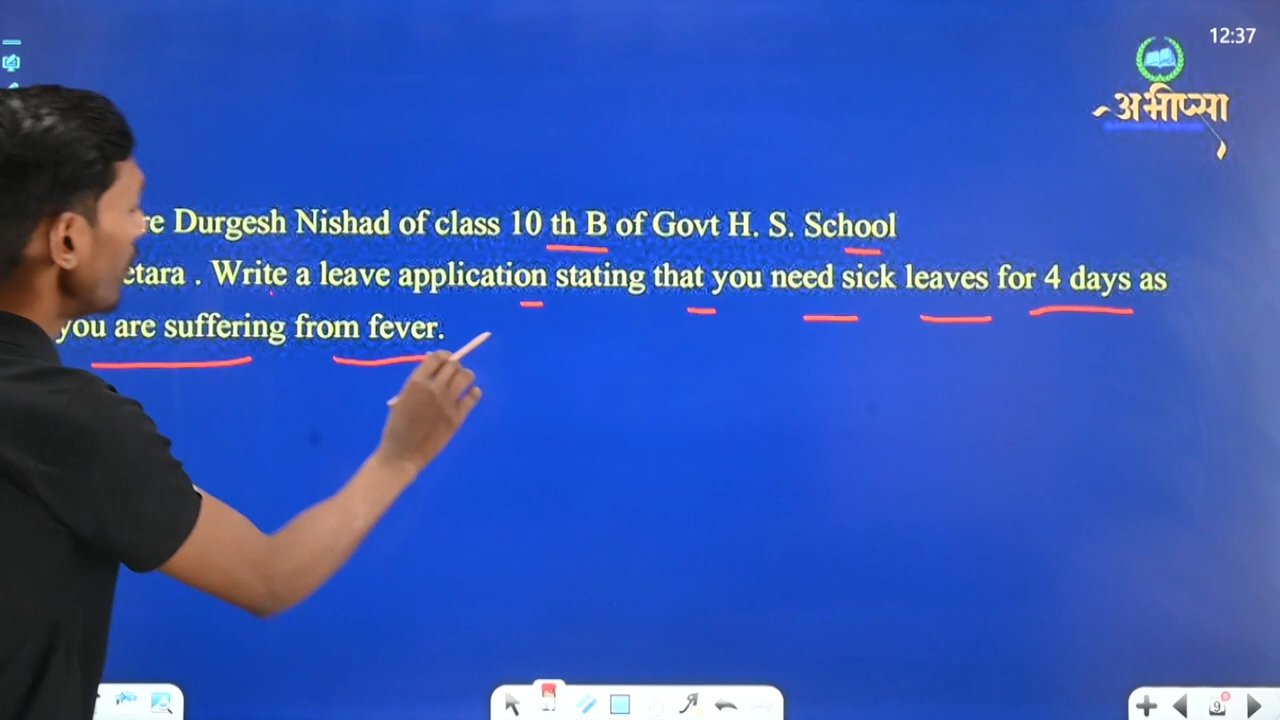 12:37
अभीप्सा
re Durgesh Nishad of class 10 th B of Govt H. S. School
etara . Write a leave application stating that you need sick leaves for 4 days as
you are suffering from fever.
9